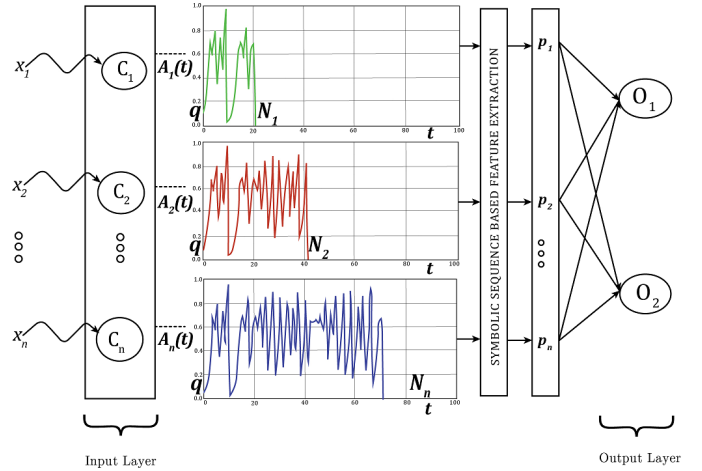 x1
C1
A1(t)
1.0
0.8
0.6
0.4
0.2
0.0
q
N1
0 20 40 60 80 100
t
x2
C2
A2(t)
1.0
0.8
0.6
0.4
0.2
0.0
q
N2
0 20 40 60 80 100
t
xn
Cn
An(t)
1.0
0.8
0.6
0.4
0.2
0.0
q
Nn
0 20 40 60 80 100
t
SYMBOLIC SEQUENCE BASED FEATURE EXTRACTION
p1
p2
pn
O1
O2
Input Layer
Output Layer